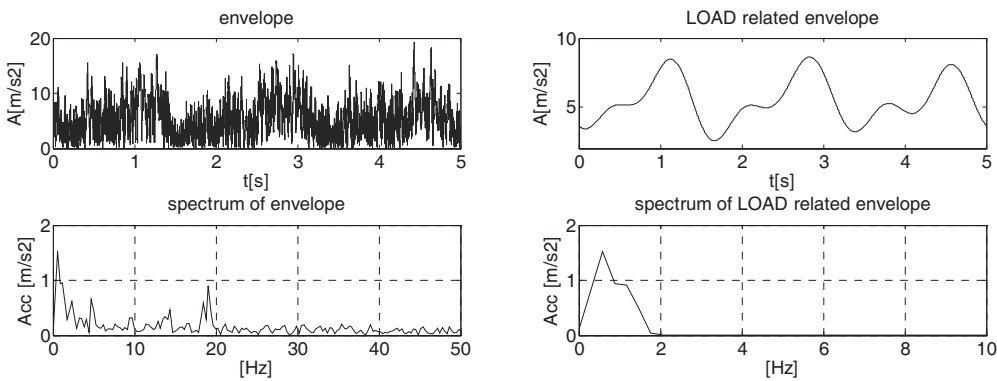 envelope
20
10
0
A[m/s2]
0 1 2 3 4 5
t[s]
LOAD related envelope
10
5
A[m/s2]
0 1 2 3 4 5
t[s]
spectrum of envelope
2
1
0
Acc [m/s2]
0 10 20 30 40 50
[Hz]
spectrum of LOAD related envelope
2
1
0
Acc [m/s2]
0 2 4 6 8 10
[Hz]